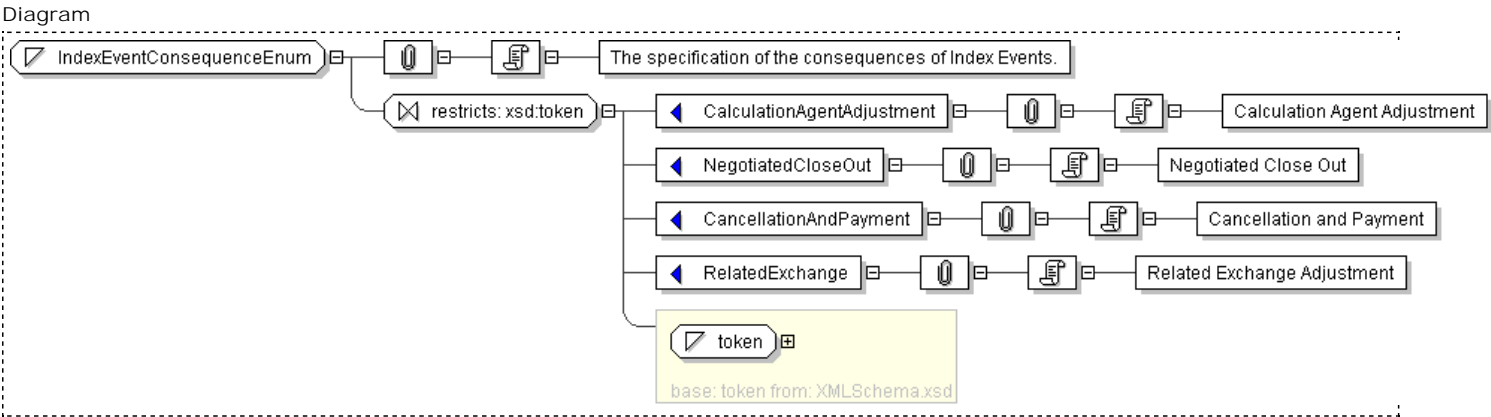 Diagram
IndexEventConsequenceEnum
The specification of the consequences of Index Events.
restricts: xsd:token
CalculationAgentAdjustment
Calculation Agent Adjustment
NegotiatedCloseOut
Negotiated Close Out
CancellationAndPayment
Cancellation and Payment
RelatedExchange
Related Exchange Adjustment
token
base: token from: XMLSchema.xsd